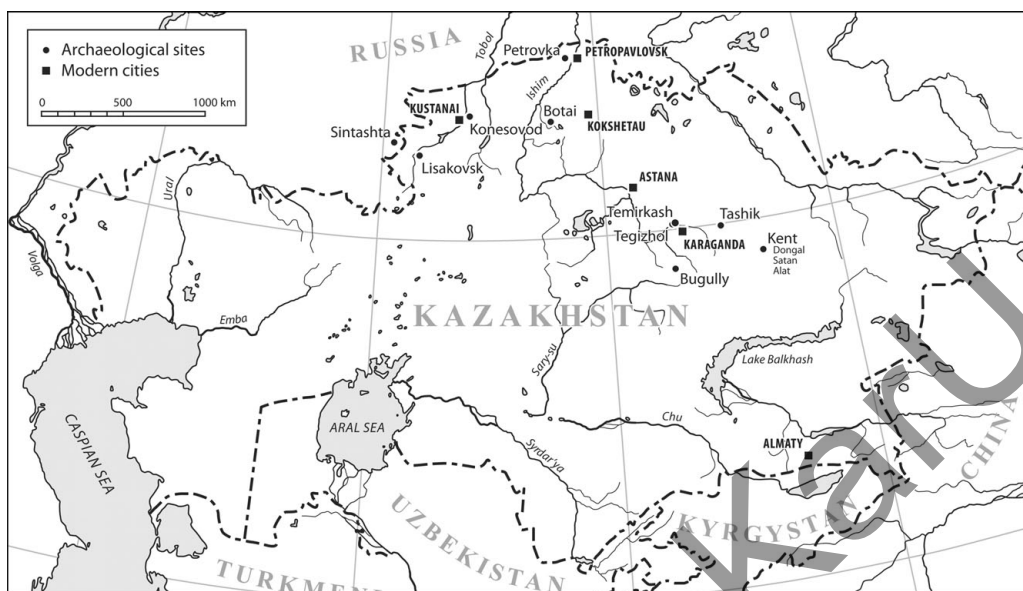 Archaeological sites
Modern cities
0 500 1000 km
RUSSIA
Tobol
Petrovka
PETROPAVLOVSK
Ishim
KUSTANAI
Konesovod
Botai
KOKSHETAU
Sintashta
Lisakovsk
Ural
ASTANA
Temirkash
Tashik
Tegizhol
KARAGANDA
Kent
Dongal
Satan
Alat
Bugully
Volga
Emba
KAZAKHSTAN
Sary-su
Lake Balkhash
CASPIAN SEA
ARAL SEA
Chu
Syrdar'ya
ALMATY
CHINA
UZBEKISTAN
KYRGYSTAN
TURKMEN
KarU